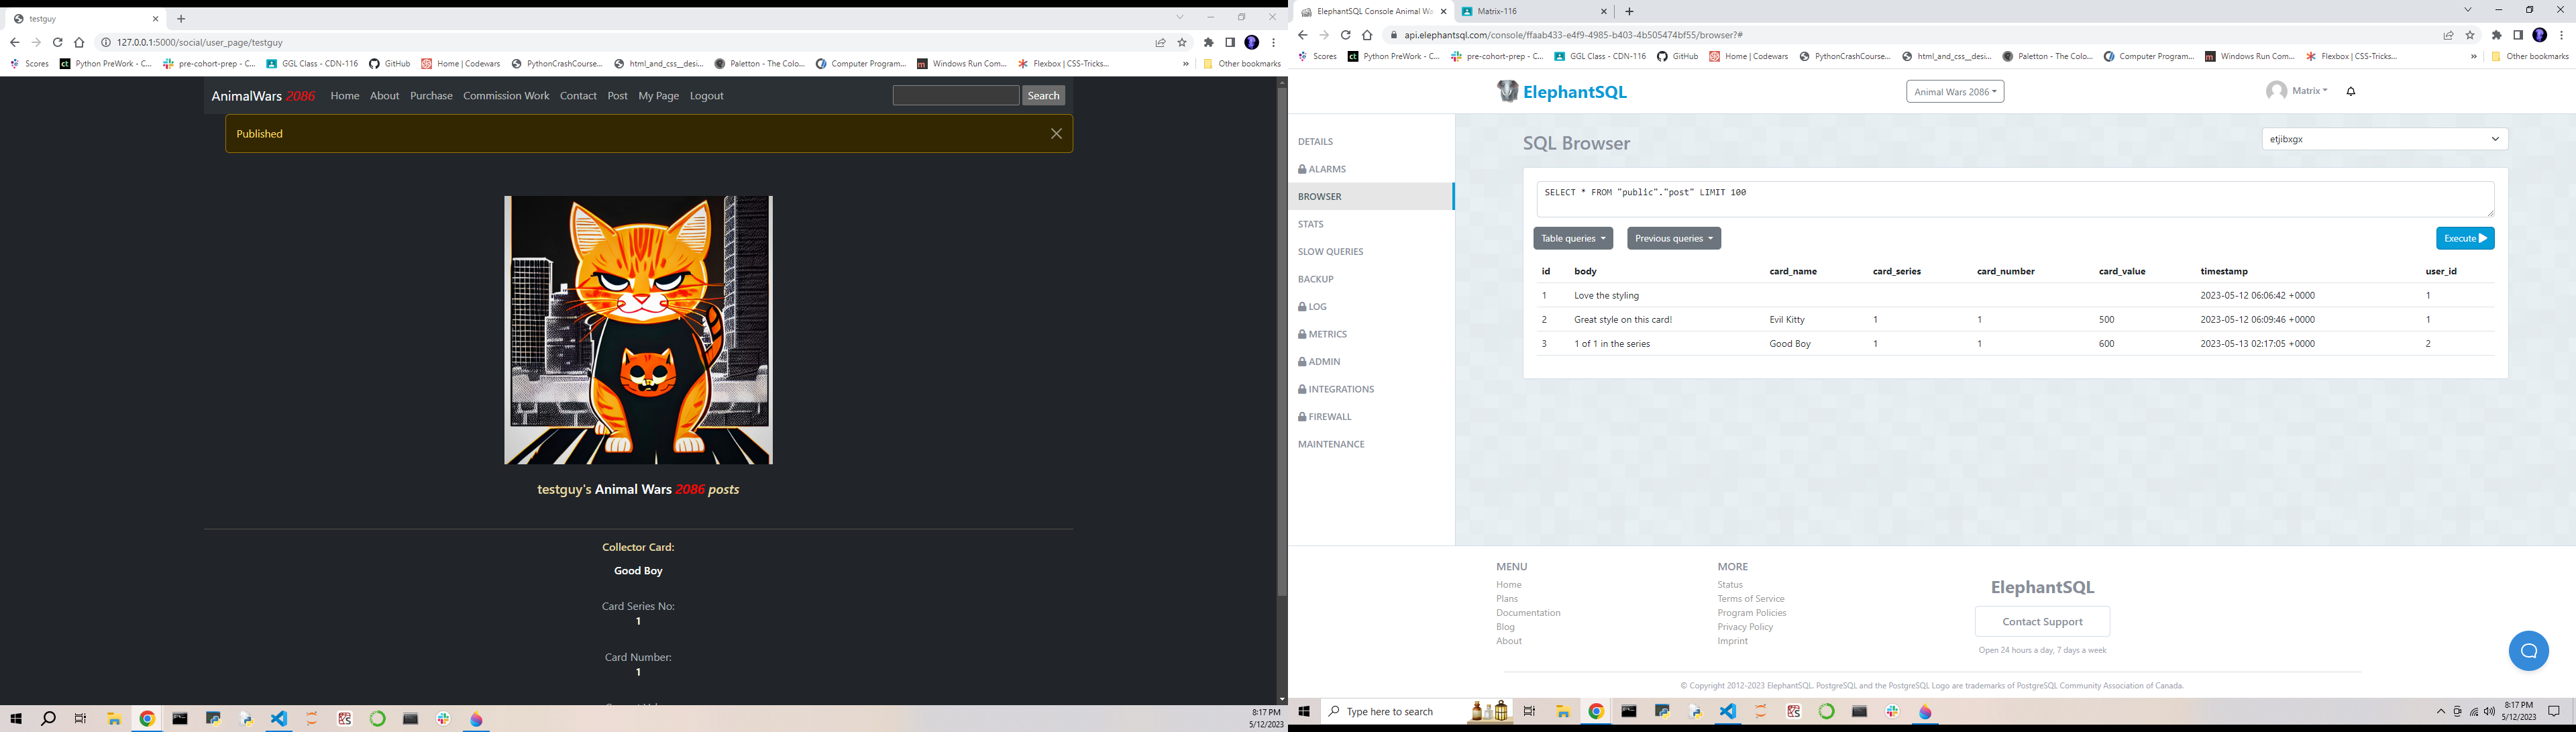 testguy
127.0.0.1:5000/social/user_page/testguy
Scores Python PreWork - C... pre-cohort-prep - C... GGL Class - CDN-116 GitHub Home | Codewars PythonCrashCourse... html_and_css__desi... Paletton - The Colo... Computer Program... Windows Run Com... Flexbox | CSS-Tricks... » Other bookmarks
AnimalWars 2086 Home About Purchase Commission Work Contact Post My Page Logout Search
Published
testguy's Animal Wars 2086 posts
Collector Card:
Good Boy
Card Series No:
1
Card Number:
1
8:17 PM
5/12/2023
ElephantSQL Console Animal Wa Matrix-116
api.elephantsql.com/console/ffaab433-e4f9-4985-b403-4b505474bf55/browser?#
Scores Python PreWork - C... pre-cohort-prep - C... GGL Class - CDN-116 GitHub Home | Codewars PythonCrashCourse... html_and_css__desi... Paletton - The Colo... Computer Program... Windows Run Com... Flexbox | CSS-Tricks... » Other bookmarks
ElephantSQL Animal Wars 2086 Matrix
DETAILS
ALARMS
BROWSER
STATS
SLOW QUERIES
BACKUP
LOG
METRICS
ADMIN
INTEGRATIONS
FIREWALL
MAINTENANCE
SQL Browser etjibxgx
SELECT * FROM "public"."post" LIMIT 100
Table queries Previous queries Execute
id body card_name card_series card_number card_value timestamp user_id
1 Love the styling 2023-05-12 06:06:42 +0000 1
2 Great style on this card! Evil Kitty 1 1 500 2023-05-12 06:09:46 +0000 1
3 1 of 1 in the series Good Boy 1 1 600 2023-05-13 02:17:05 +0000 2
MENU
Home
Plans
Documentation
Blog
About
MORE
Status
Terms of Service
Program Policies
Privacy Policy
Imprint
ElephantSQL
Contact Support
Open 24 hours a day, 7 days a week
© Copyright 2012-2023 ElephantSQL. PostgreSQL and the PostgreSQL Logo are trademarks of PostgreSQL Community Association of Canada.
Type here to search
8:17 PM
5/12/2023